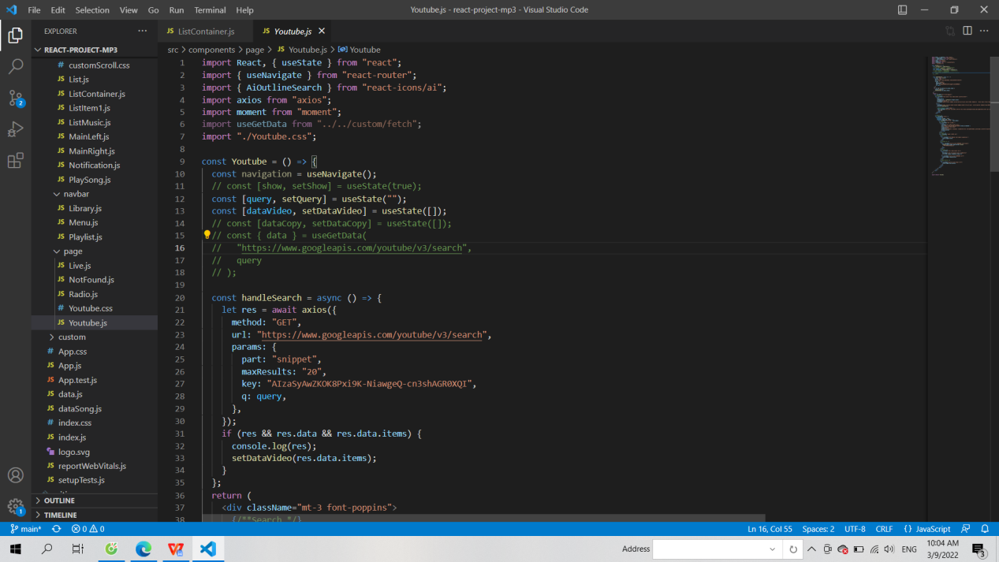 File Edit Selection View Go Run Terminal Help
Youtube.js - react-project-mp3 - Visual Studio Code
EXPLORER
REACT-PROJECT-MP3
customScroll.css
List.js
ListContainer.js
ListItem1.js
ListMusic.js
MainLeft.js
MainRight.js
Notification.js
PlaySong.js
navbar
Library.js
Menu.js
Playlist.js
page
Live.js
NotFound.js
Radio.js
Youtube.css
Youtube.js
custom
App.css
App.js
App.test.js
data.js
dataSong.js
index.css
index.js
logo.svg
reportWebVitals.js
setupTests.js
OUTLINE
TIMELINE
JS ListContainer.js JS Youtube.js
src > components > page > JS Youtube.js > Youtube
1 import React, { useState } from "react";
2 import { useNavigate } from "react-router";
3 import { AiOutlineSearch } from "react-icons/ai";
4 import axios from "axios";
5 import moment from "moment";
6 import useGetData from "../../custom/fetch";
7 import "./Youtube.css";
8
9 const Youtube = () => {
10 const navigation = useNavigate();
11 // const [show, setShow] = useState(true);
12 const [query, setQuery] = useState("");
13 const [dataVideo, setDataVideo] = useState([]);
14 // const [dataCopy, setDataCopy] = useState([]);
15 // const { data } = useGetData(
16 // "https://www.googleapis.com/youtube/v3/search",
17 // query
18 // );
19
20 const handleSearch = async () => {
21 let res = await axios({
22 method: "GET",
23 url: "https://www.googleapis.com/youtube/v3/search",
24 params: {
25 part: "snippet",
26 maxResults: "20",
27 key: "AIzaSyAwZKOK8Pxi9K-NiawgeQ-cn3shAGR0XQI",
28 q: query,
29 },
30 });
31 if (res && res.data && res.data.items) {
32 console.log(res);
33 setDataVideo(res.data.items);
34 }
35 };
36 return (
37 <div className="mt-3 font-poppins">
38 {/**Search */}
main* 0 0
Ln 16, Col 55 Spaces: 2 UTF-8 CRLF {} JavaScript
Address
ENG
10:04 AM
3/9/2022